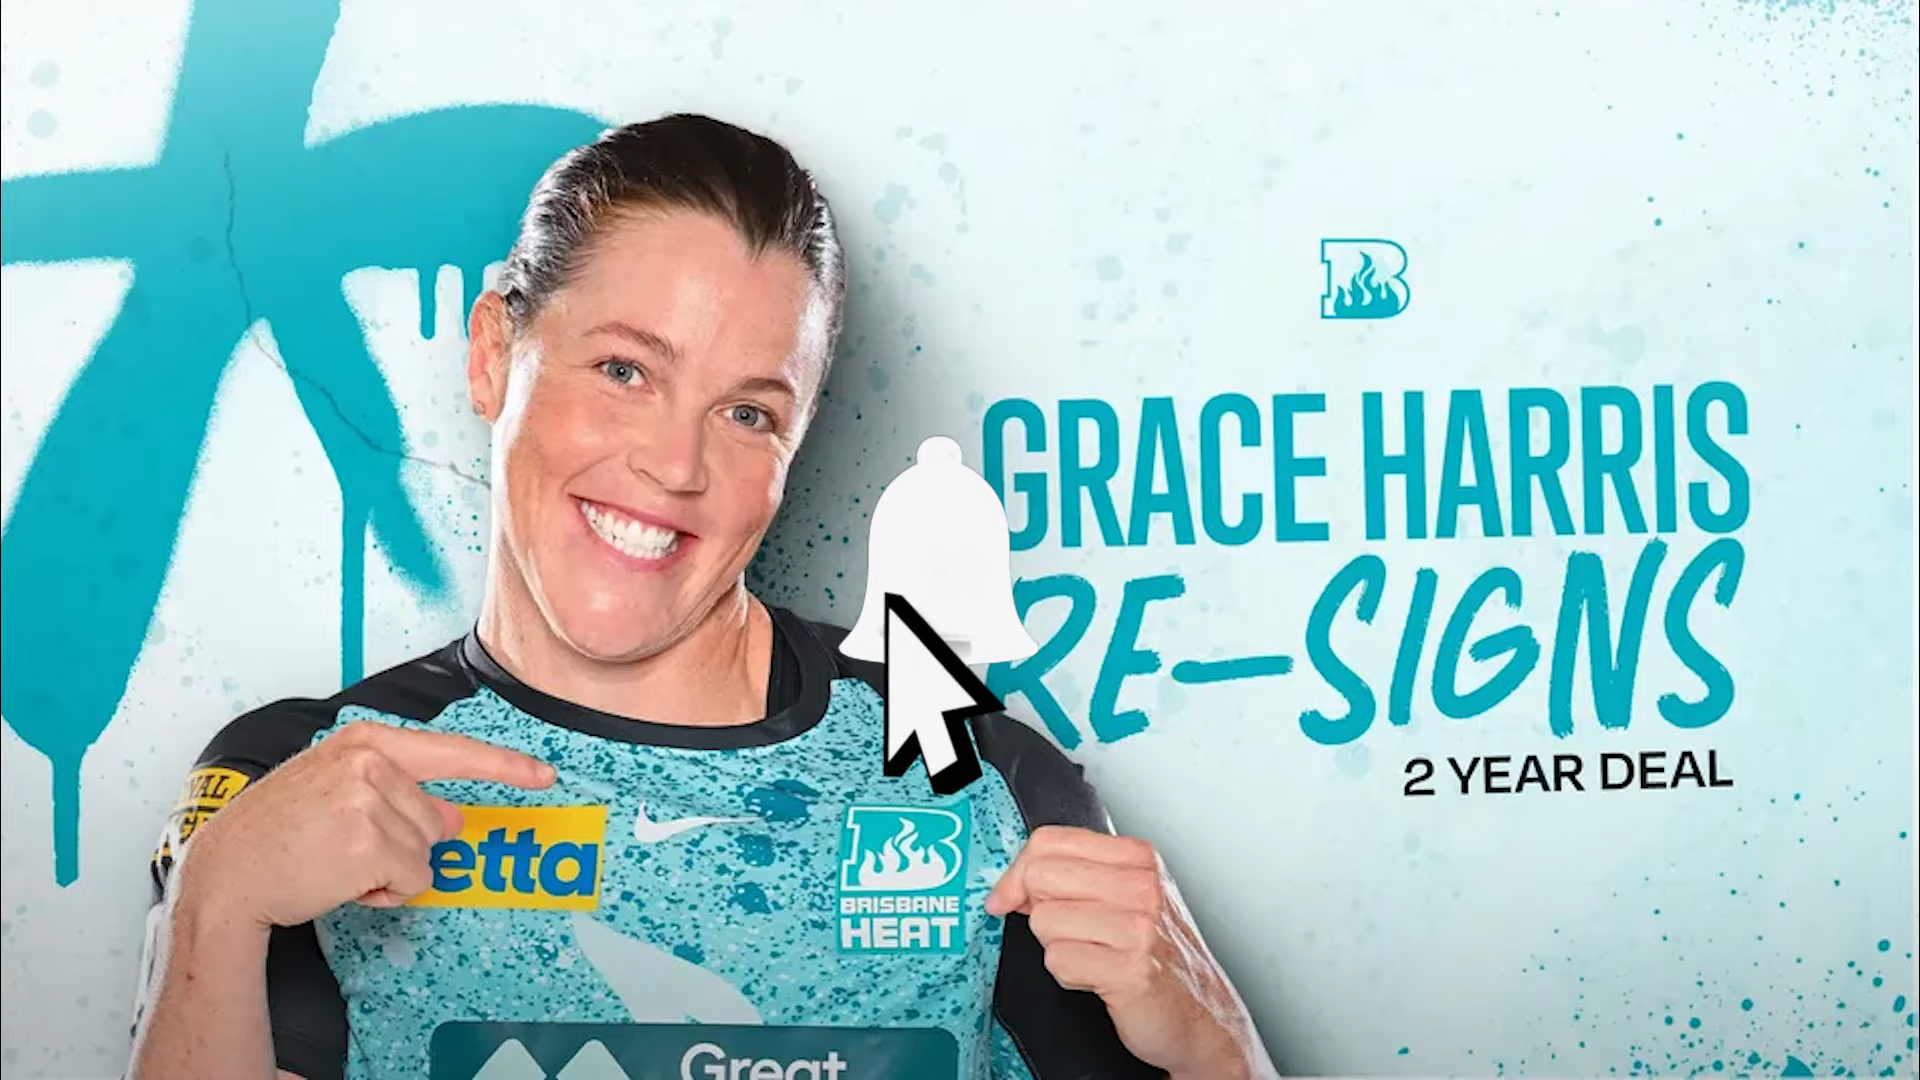 GRACE HARRIS
RE-SIGNS
2 YEAR DEAL
etta
BRISBANE
HEAT
Great